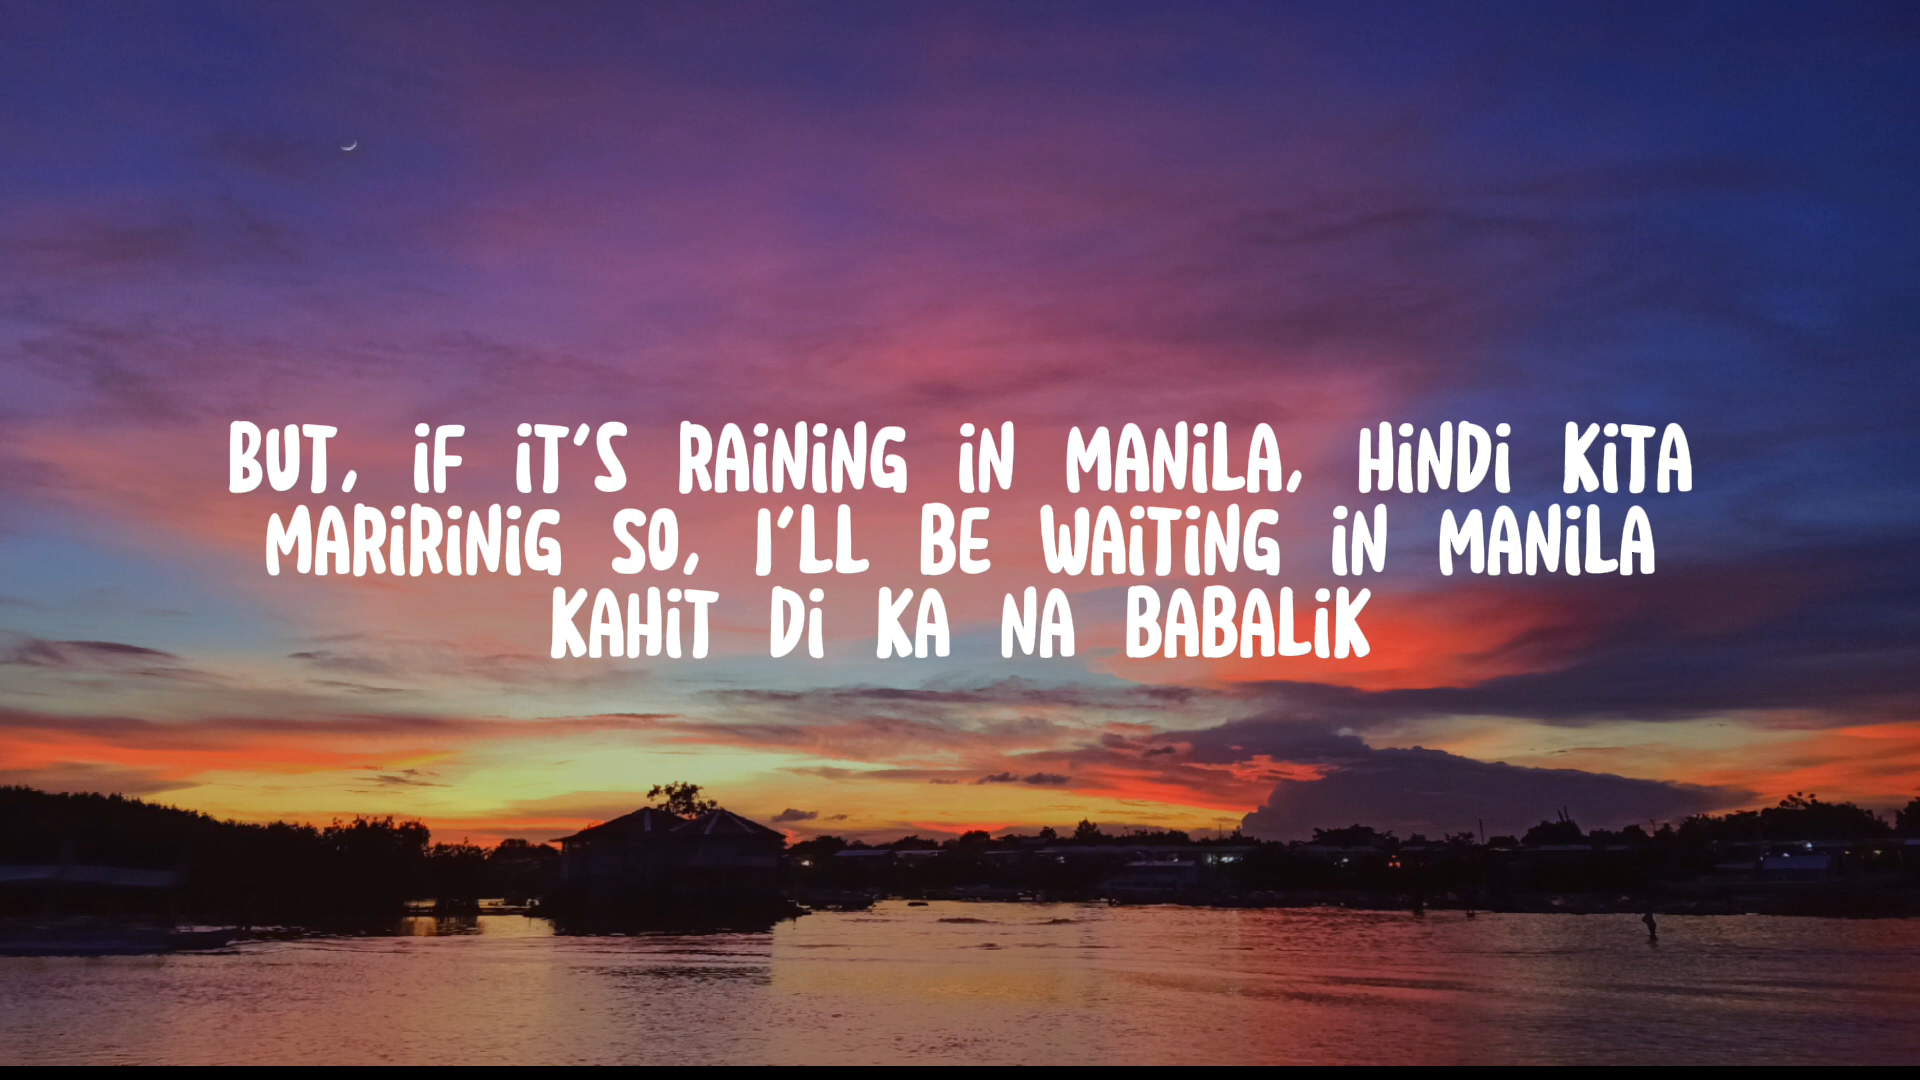 BUT, iF iT'S RAiNiNG iN MANiLA, HiNDi KiTA
MARiRiNiG SO, I'LL BE WAiTiNG iN MANiLA
KAHiT Di KA NA BABALiK